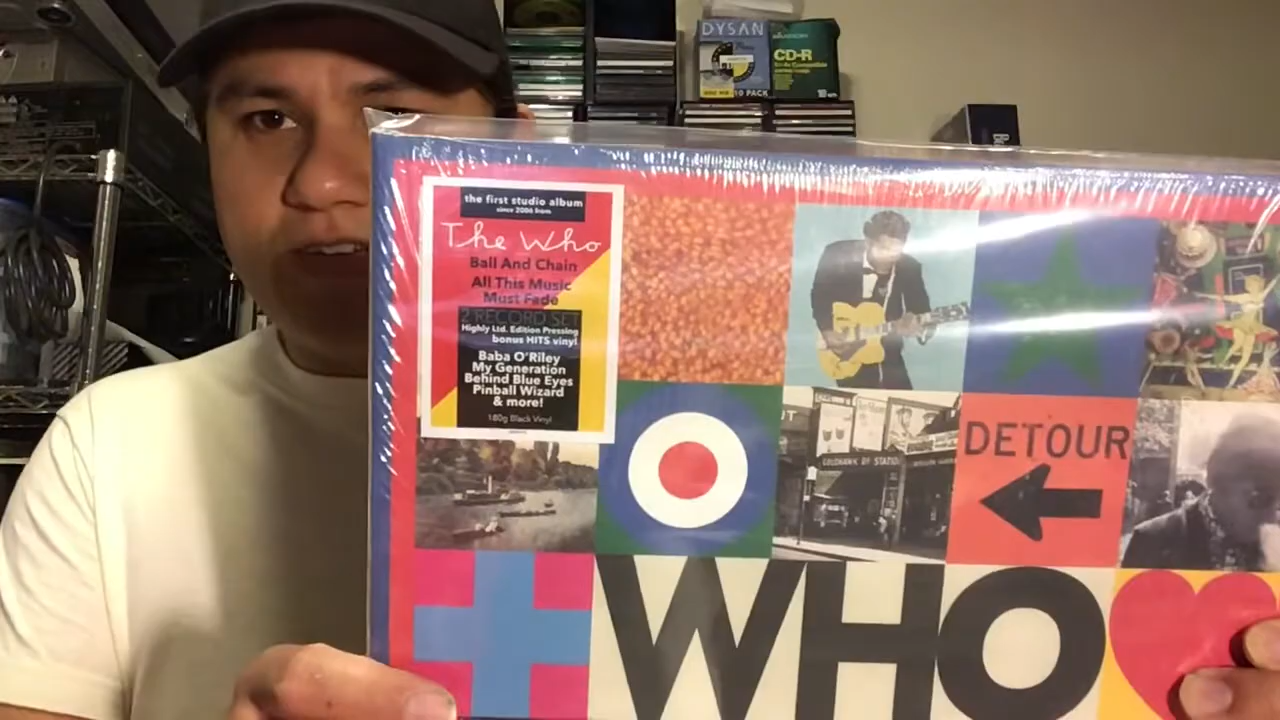 DYSAN
CD-R
10 PACK
the first studio album
since 2006 from
The Who
Ball And Chain
All This Music
Must Fade
2 RECORD SET
Highly Ltd. Edition Pressing
bonus HITS vinyl
Baba O'Riley
My Generation
Behind Blue Eyes
Pinball Wizard
& more!
180g Black Vinyl
DETOUR
WHO